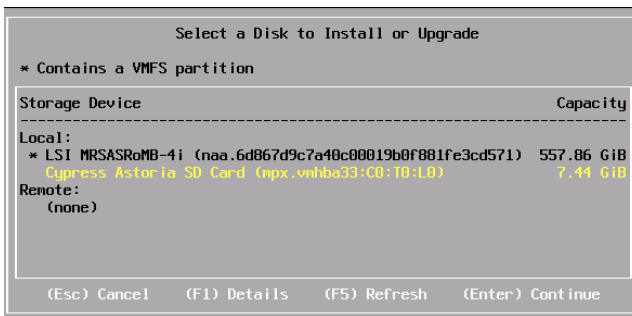 Select a Disk to Install or Upgrade
* Contains a VMFS partition
Storage Device Capacity
Local:
* LSI MRSASRoMB-4i (naa.6d867d9c7a40c00019b0f881fe3cd571) 557.86 GiB
Cypress Astoria SD Card (mpx.vmhba33:C0:T0:L0) 7.44 GiB
Remote:
(none)
(Esc) Cancel (F1) Details (F5) Refresh (Enter) Continue